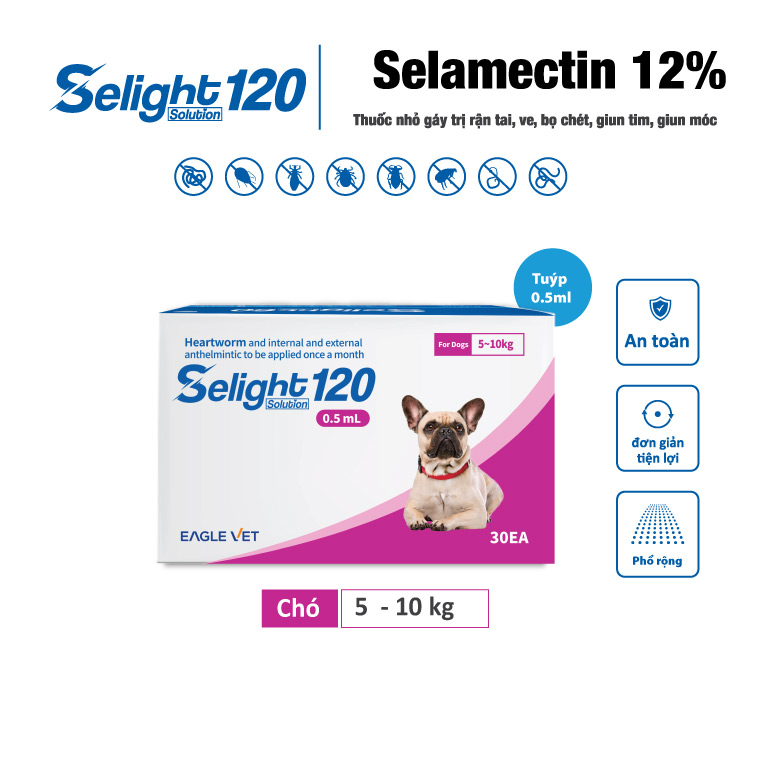 Selight 120
Solution
Selamectin 12%
Thuốc nhỏ gáy trị rận tai, ve, bọ chét, giun tim, giun móc
Tuýp
0.5ml
Heartworm and internal and external
anthelmintic to be applied once a month
For Dogs 5~10kg
Selight 120
Solution
0.5 mL
EAGLE VET
30EA
An toàn
đơn giản
tiện lợi
Phổ rộng
Chó 5 - 10 kg